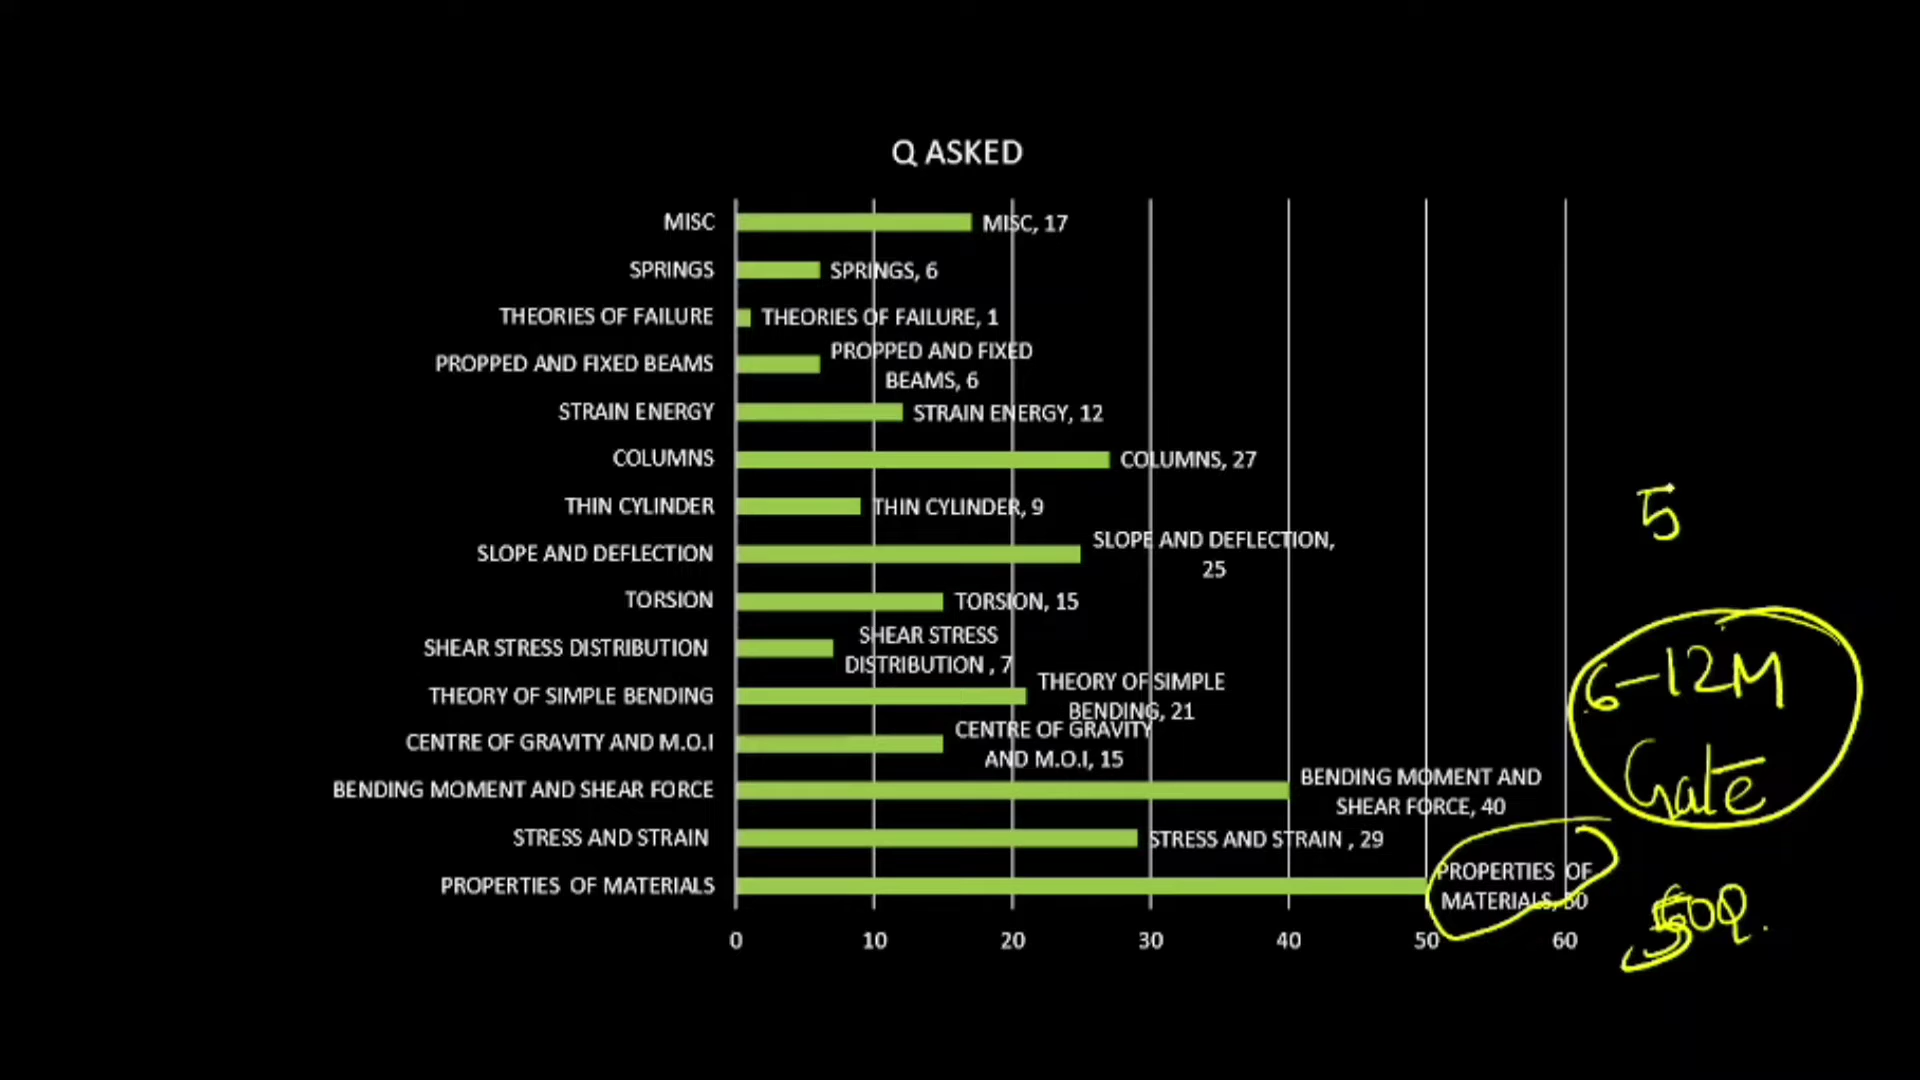 Q ASKED
MISC
MISC, 17
SPRINGS
SPRINGS, 6
THEORIES OF FAILURE
THEORIES OF FAILURE, 1
PROPPED AND FIXED BEAMS
PROPPED AND FIXED
BEAMS, 6
STRAIN ENERGY
STRAIN ENERGY, 12
COLUMNS
COLUMNS, 27
THIN CYLINDER
THIN CYLINDER, 9
SLOPE AND DEFLECTION
SLOPE AND DEFLECTION,
25
TORSION
TORSION, 15
SHEAR STRESS DISTRIBUTION
SHEAR STRESS
DISTRIBUTION , 7
THEORY OF SIMPLE BENDING
THEORY OF SIMPLE
BENDING, 21
CENTRE OF GRAVITY AND M.O.I
CENTRE OF GRAVITY
AND M.O.I, 15
BENDING MOMENT AND SHEAR FORCE
BENDING MOMENT AND
SHEAR FORCE, 40
STRESS AND STRAIN
STRESS AND STRAIN , 29
PROPERTIES OF MATERIALS
PROPERTIES OF
MATERIALS, 50
0 10 20 30 40 50 60
5
6-12M
Gate
50Q.